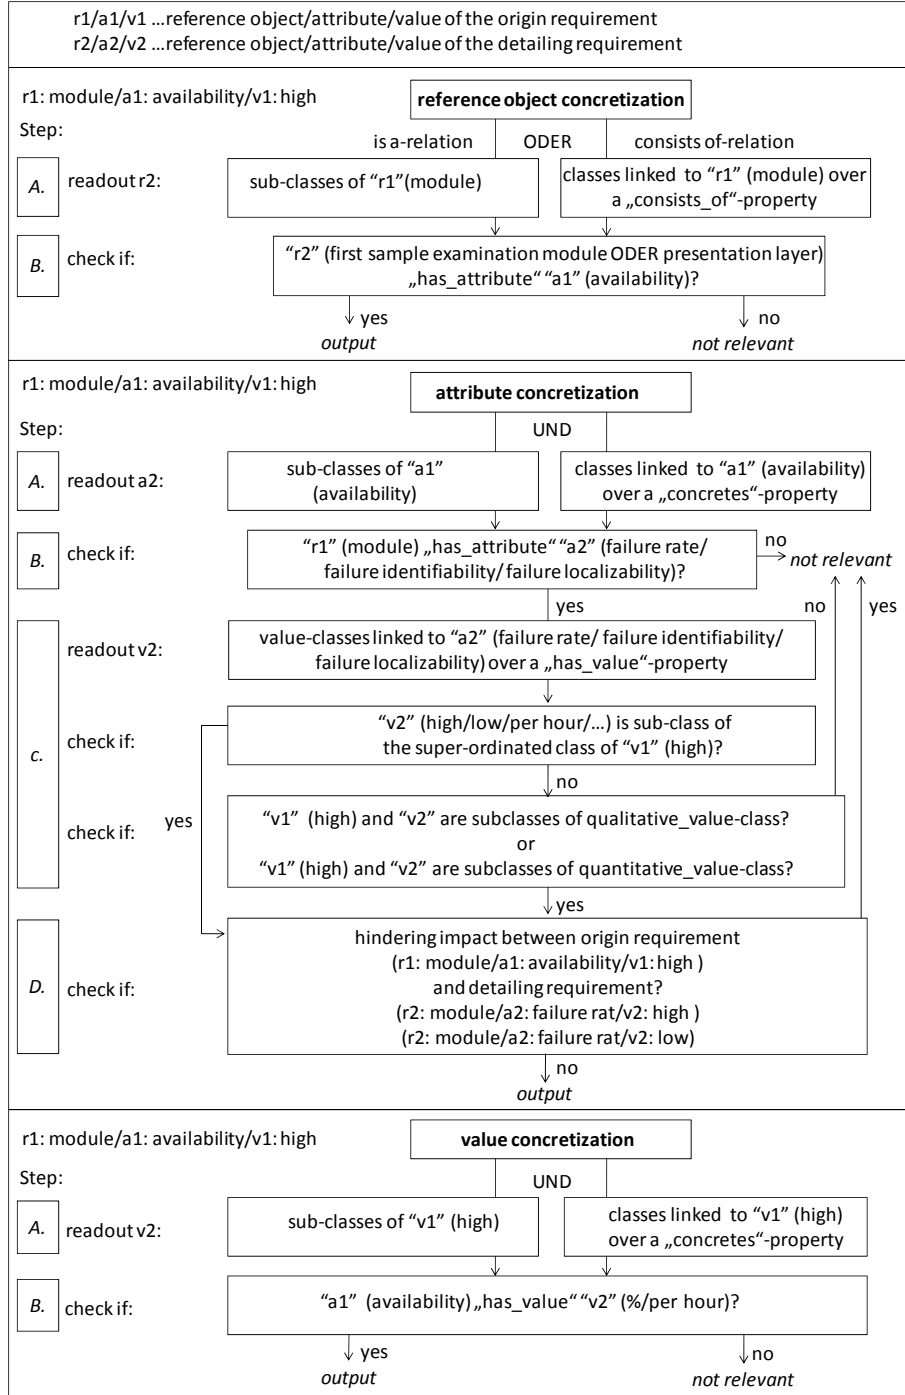 r1/a1/v1 ...reference object/attribute/value of the origin requirement
r2/a2/v2 ...reference object/attribute/value of the detailing requirement
r1: module/a1: availability/v1: high
reference object concretization
Step:
is a-relation
ODER
consists of-relation
A.
readout r2:
sub-classes of “r1”(module)
classes linked to “r1” (module) over
a „consists_of“-property
B.
check if:
“r2” (first sample examination module ODER presentation layer)
„has_attribute“ “a1” (availability)?
yes
no
output
not relevant
r1: module/a1: availability/v1: high
attribute concretization
Step:
UND
A.
readout a2:
sub-classes of “a1”
(availability)
classes linked to “a1” (availability)
over a „concretes“-property
B.
check if:
“r1” (module) „has_attribute“ “a2” (failure rate/
failure identifiability/ failure localizability)?
no
not relevant
yes
no
yes
c.
readout v2:
value-classes linked to “a2” (failure rate/ failure identifiability/
failure localizability) over a „has_value“-property
check if:
“v2” (high/low/per hour/...) is sub-class of
the super-ordinated class of “v1” (high)?
no
yes
check if:
“v1” (high) and “v2” are subclasses of qualitative_value-class?
or
“v1” (high) and “v2” are subclasses of quantitative_value-class?
yes
D.
check if:
hindering impact between origin requirement
(r1: module/a1: availability/v1: high )
and detailing requirement?
(r2: module/a2: failure rat/v2: high )
(r2: module/a2: failure rat/v2: low)
no
output
r1: module/a1: availability/v1: high
value concretization
Step:
UND
A.
readout v2:
sub-classes of “v1” (high)
classes linked to “v1” (high)
over a „concretes“-property
B.
check if:
“a1” (availability) „has_value“ “v2” (%/per hour)?
yes
no
output
not relevant